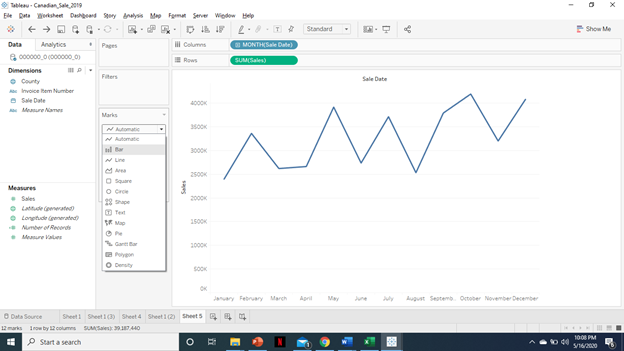 Tableau - Canadian_Sale_2019
File Data Worksheet Dashboard Story Analysis Map Format Server Window Help
Standard
Show Me
Data Analytics
000000_0 (000000_0)
Dimensions
County
Abc Invoice Item Number
Sale Date
Abc Measure Names
Measures
Sales
Latitude (generated)
Longitude (generated)
Number of Records
Measure Values
Pages
Filters
Marks
Automatic
Automatic
Bar
Line
Area
Square
Circle
Shape
Text
Map
Pie
Gantt Bar
Polygon
Density
Columns MONTH(Sale Date)
Rows SUM(Sales)
Sale Date
Sales
4000K
3500K
3000K
2500K
2000K
1500K
1000K
500K
0K
January February March April May June July August Septemb.. October November December
Data Source Sheet 1 Sheet 1 (3) Sheet 4 Sheet 1 (2) Sheet 5
12 marks 1 row by 12 columns SUM(Sales): 39,187,440
Start a search
10:08 PM
5/16/2020